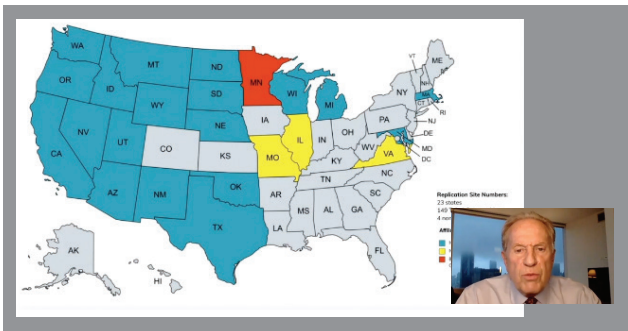 WA
MT
ND
MN
VT
ME
OR
ID
SD
WI
MI
NY
NH
MA
CT
RI
WY
IA
PA
NJ
NV
NE
IL
IN
OH
DE
UT
CO
KS
MO
KY
WV
VA
MD
DC
CA
AZ
NM
OK
AR
TN
NC
SC
TX
LA
MS
AL
GA
FL
AK
HI
Replication Site Numbers:
23 states
149
4